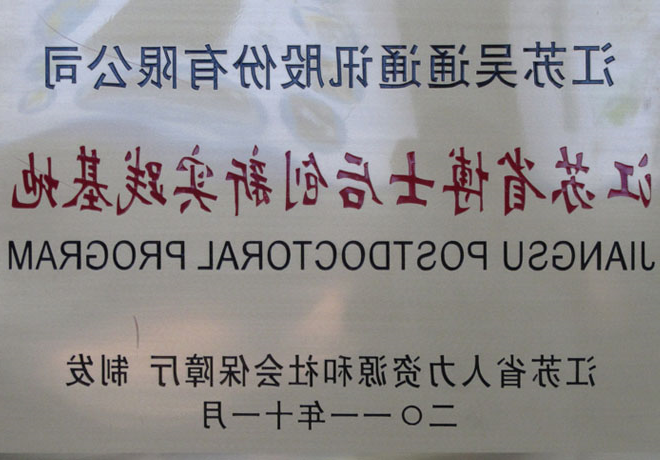 江苏吴通通讯股份有限公司
江苏省博士后创新实践基地
JIANGSU POSTDOCTORAL PROGRAM
江苏省人力资源和社会保障厅 制发
二〇一一年十一月